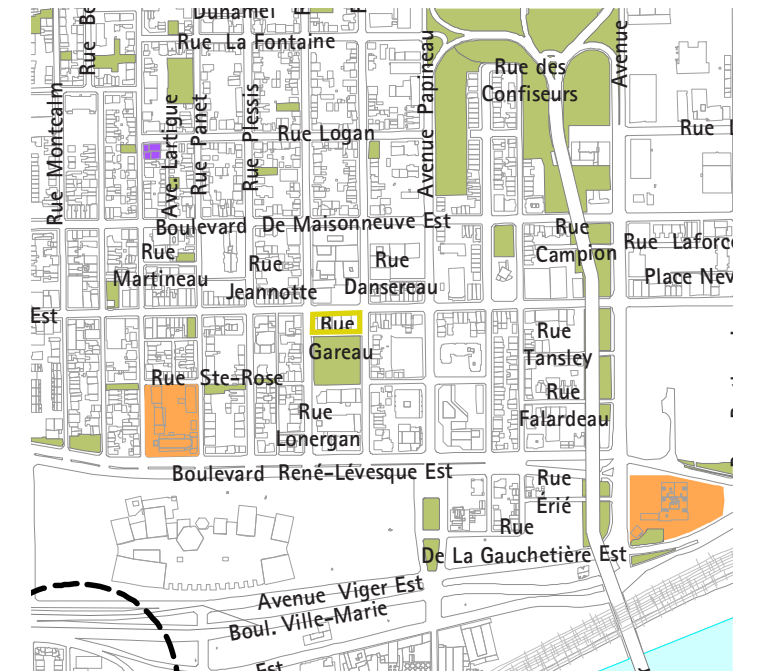 Duhamel
Rue La Fontaine
Rue Montcalm
Ave. Lartigue
Rue Panet
Rue Plessis
Avenue Papineau
Avenue
Rue des
Confiseurs
Rue Logan
Rue
Boulevard De Maisonneuve Est
Rue
Martineau
Rue
Jeannotte
Rue
Dansereau
Rue
Campion
Rue Laforce
Place Nev
Est
Rue
Gareau
Rue
Tansley
Rue Ste-Rose
Rue
Falardeau
Rue
Lonergan
Boulevard René-Lévesque Est
Rue
Érié
Rue
De La Gauchetière Est
Avenue Viger Est
Boul. Ville-Marie
Est